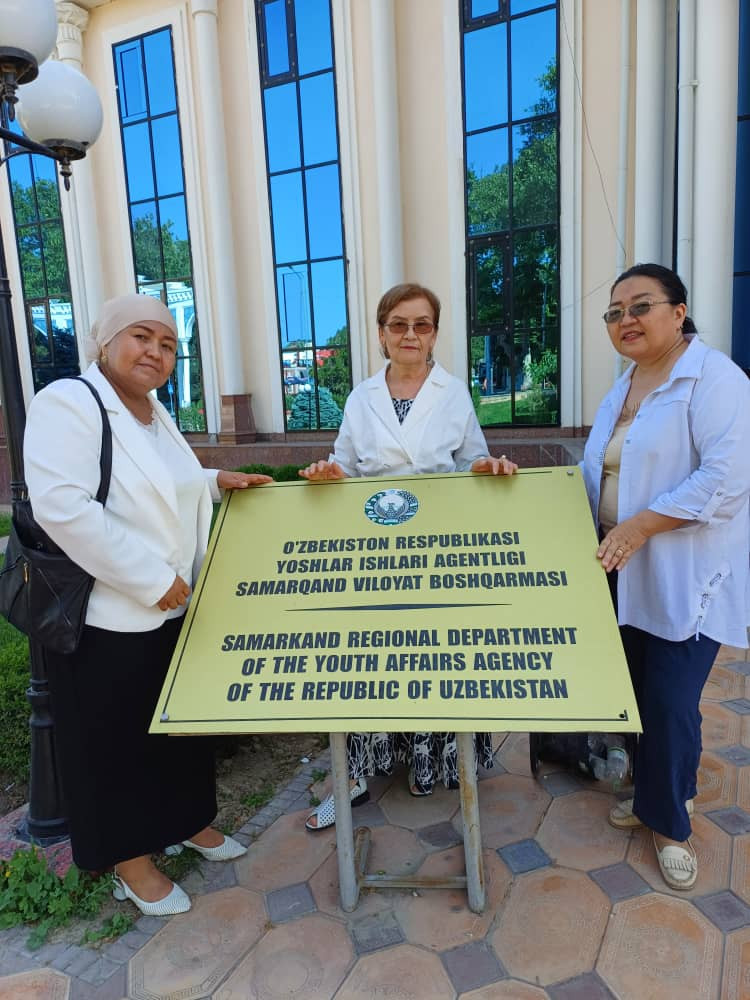 O'ZBEKISTON RESPUBLIKASI
YOSHLAR ISHLARI AGENTLIGI
SAMARQAND VILOYAT BOSHQARMASI
SAMARKAND REGIONAL DEPARTMENT
OF THE YOUTH AFFAIRS AGENCY
OF THE REPUBLIC OF UZBEKISTAN